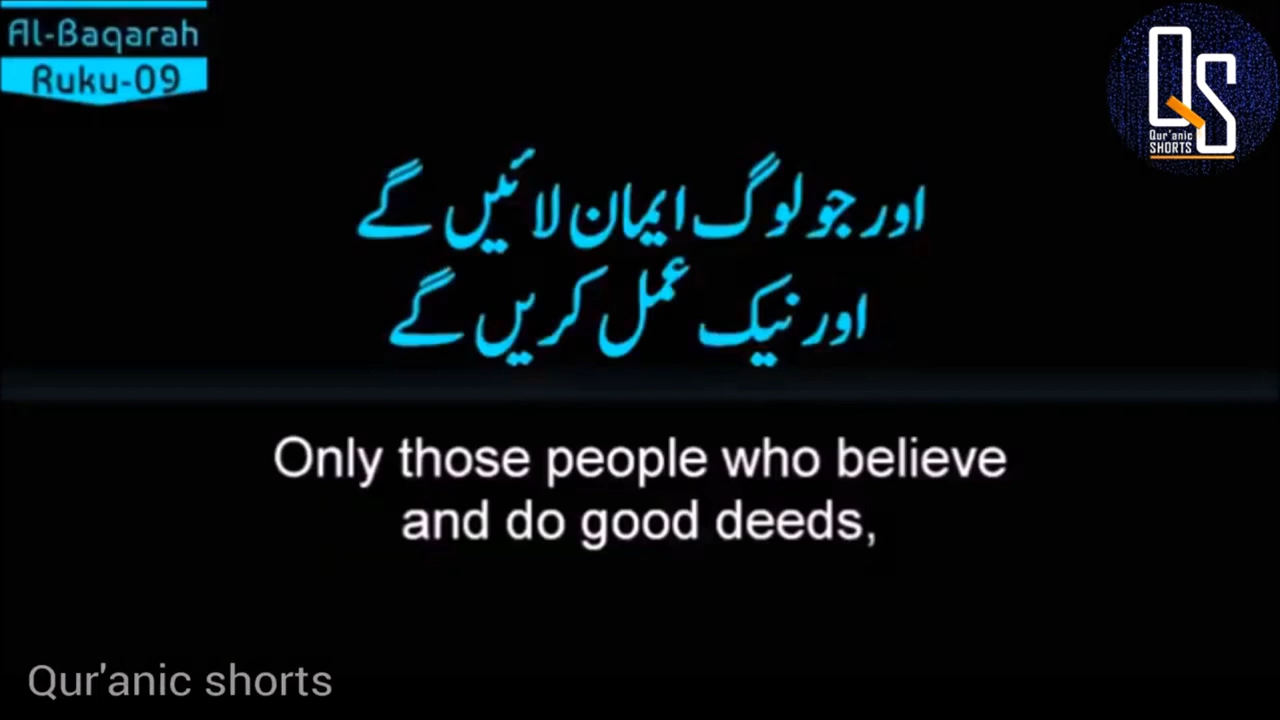 Al-Baqarah
Ruku-09
QS
Qur'anic
SHORTS
اور جو لوگ ایمان لائیں گے
اور نیک عمل کریں گے
Only those people who believe
and do good deeds,
Qur'anic shorts